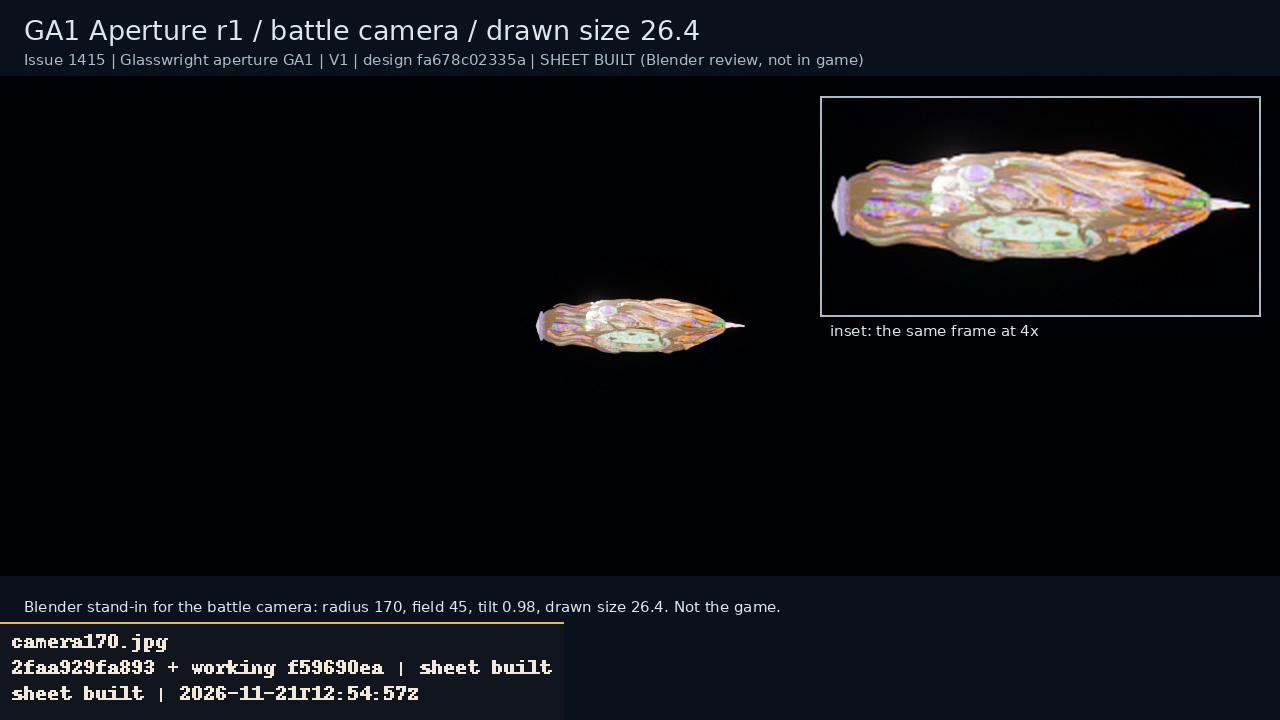 GA1 Aperture r1 / battle camera / drawn size 26.4
Issue 1415 | Glasswright aperture GA1 | V1 | design fa678c02335a | SHEET BUILT (Blender review, not in game)
inset: the same frame at 4x
Blender stand-in for the battle camera: radius 170, field 45, tilt 0.98, drawn size 26.4. Not the game.
camera170.jpg
2faa929fa893 + working f59690ea | sheet built
sheet built | 2026-11-21T12:54:57Z